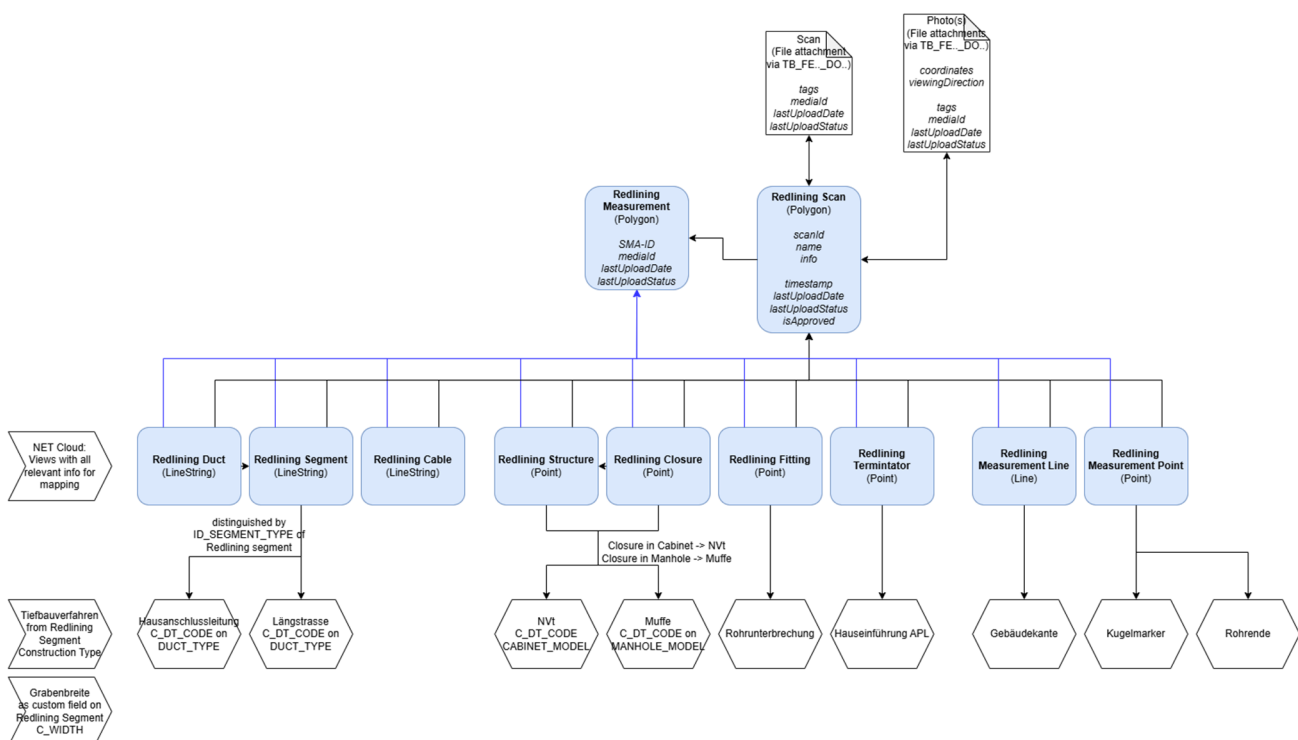 Photo(s)
(File attachments
via TB_FE.._DO..)
coordinates
viewingDirection
tags
mediaId
lastUploadDate
lastUploadStatus
Scan
(File attachment
via TB_FE.._DO..)
tags
mediaId
lastUploadDate
lastUploadStatus
Redlining
Measurement
(Polygon)
SMA-ID
mediaId
lastUploadDate
lastUploadStatus
Redlining Scan
(Polygon)
scanId
name
info
timestamp
lastUploadDate
lastUploadStatus
isApproved
NET Cloud:
Views with all
relevant info for
mapping
Redlining Duct
(LineString)
Redlining Segment
(LineString)
Redlining Cable
(LineString)
Redlining Structure
(Point)
Redlining Closure
(Point)
Redlining Fitting
(Point)
Redlining
Termintator
(Point)
Redlining
Measurement Line
(Line)
Redlining
Measurement Point
(Point)
distinguished by
ID_SEGMENT_TYPE of
Redlining segment
Closure in Cabinet -> NVt
Closure in Manhole -> Muffe
Tiefbauverfahren
from Redlining
Segment
Construction Type
Hausanschlussleitung
C_DT_CODE on
DUCT_TYPE
Längstrasse
C_DT_CODE on
DUCT_TYPE
NVt
C_DT_CODE
CABINET_MODEL
Muffe
C_DT_CODE on
MANHOLE_MODEL
Rohrunterbrechung
Hauseinführung APL
Gebäudekante
Kugelmarker
Rohrende
Grabenbreite
as custom field on
Redlining Segment
C_WIDTH